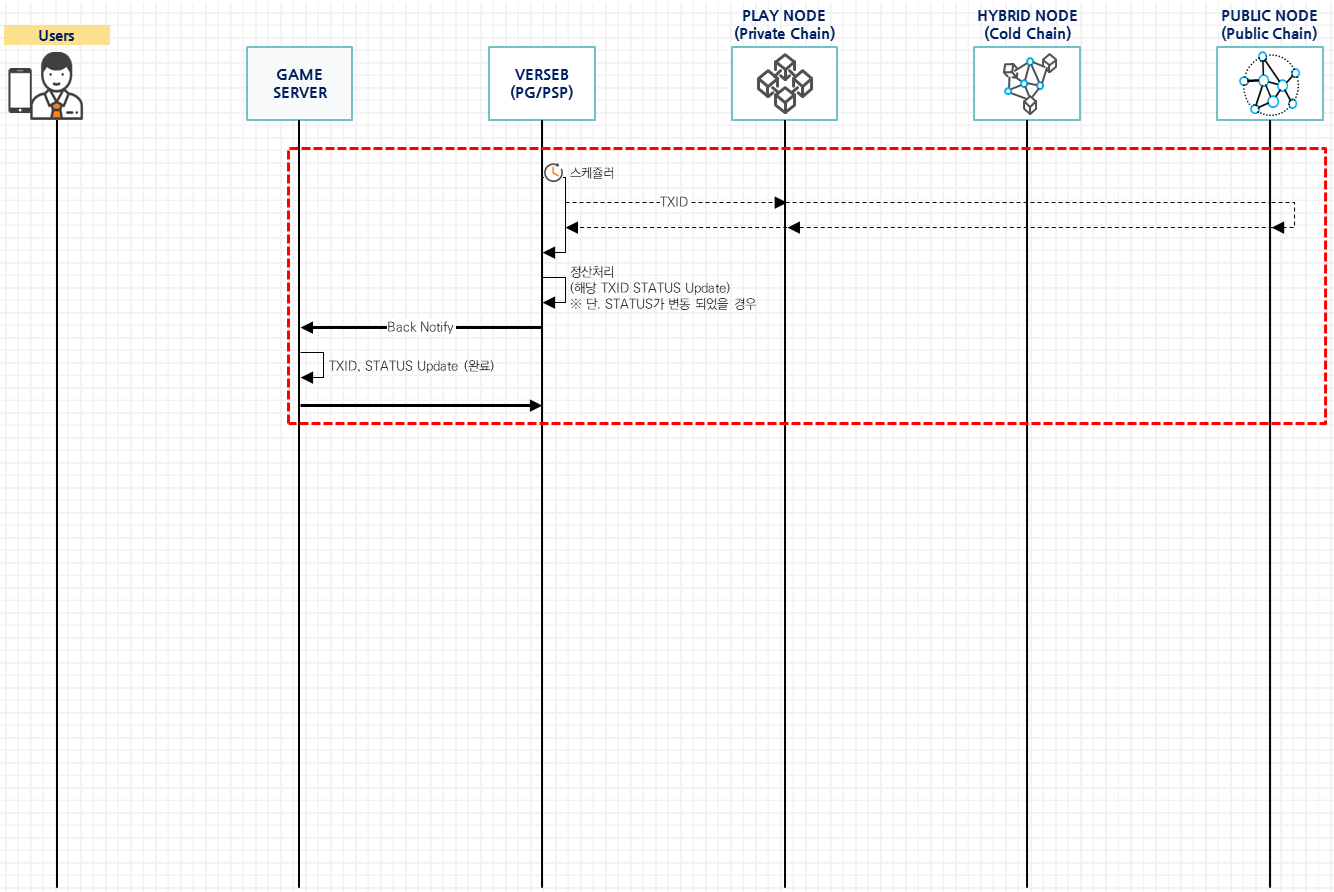 Users
GAME
SERVER
VERSEB
(PG/PSP)
PLAY NODE
(Private Chain)
HYBRID NODE
(Cold Chain)
PUBLIC NODE
(Public Chain)
스케쥴러
TXID
정산처리
(해당 TXID STATUS Update)
※ 단. STATUS가 변동 되었을 경우
Back Notify
TXID, STATUS Update (완료)